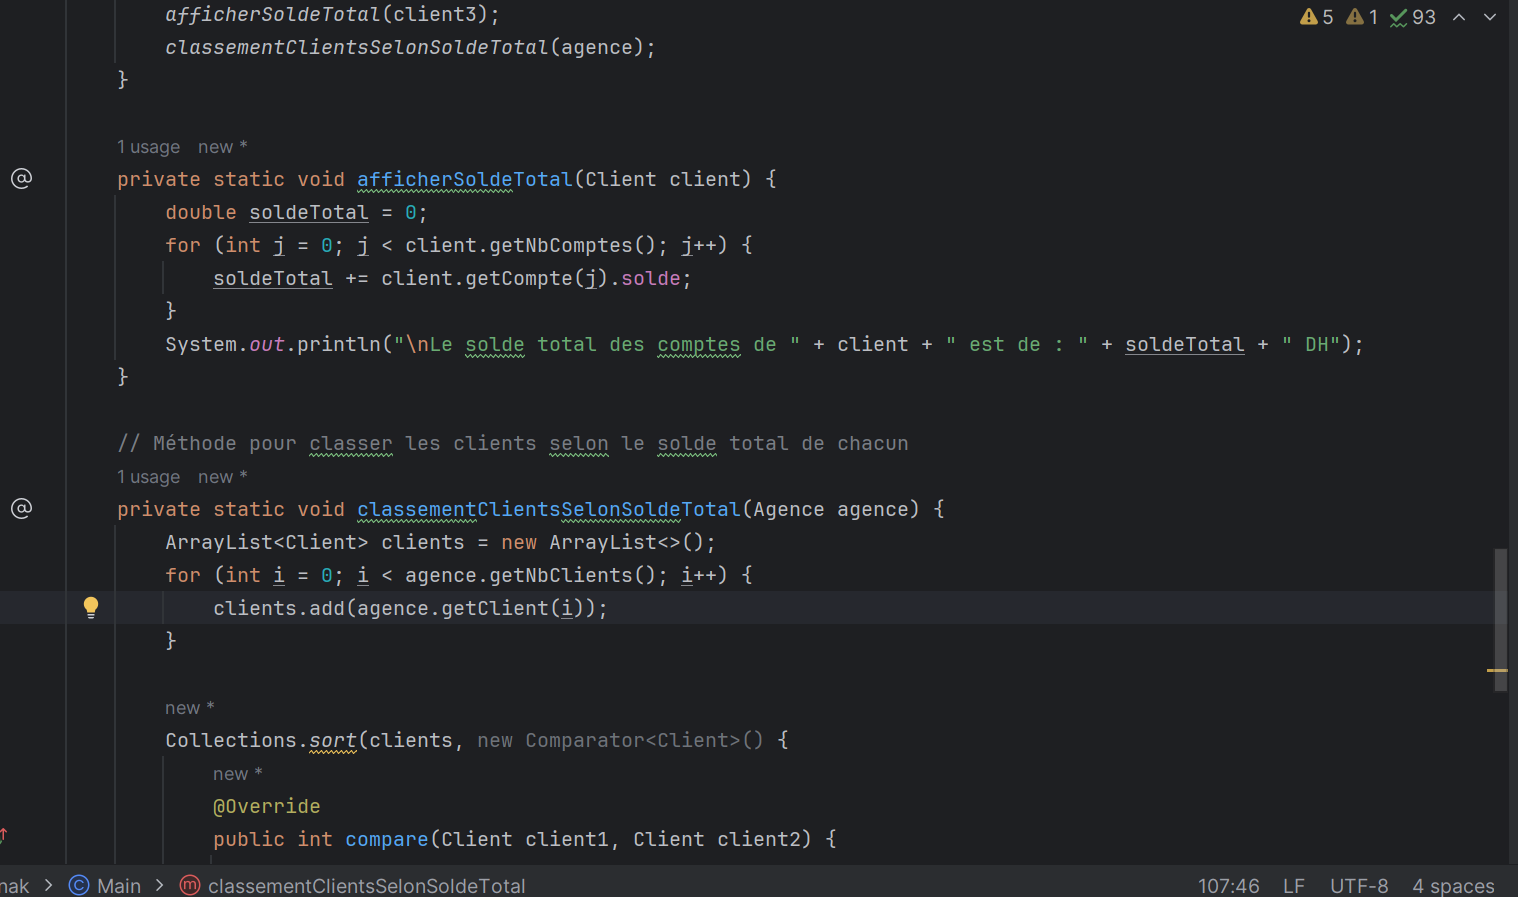 afficherSoldeTotal(client3);
5 1 93
classementClientsSelonSoldeTotal(agence);
}
1 usage new *
@ private static void afficherSoldeTotal(Client client) {
double soldeTotal = 0;
for (int j = 0; j < client.getNbComptes(); j++) {
soldeTotal += client.getCompte(j).solde;
}
System.out.println("\nLe solde total des comptes de " + client + " est de : " + soldeTotal + " DH");
}
// Méthode pour classer les clients selon le solde total de chacun
1 usage new *
@ private static void classementClientsSelonSoldeTotal(Agence agence) {
ArrayList<Client> clients = new ArrayList<>();
for (int i = 0; i < agence.getNbClients(); i++) {
clients.add(agence.getClient(i));
}
new *
Collections.sort(clients, new Comparator<Client>() {
new *
@Override
public int compare(Client client1, Client client2) {
nak > C Main > m classementClientsSelonSoldeTotal 107:46 LF UTF-8 4 spaces